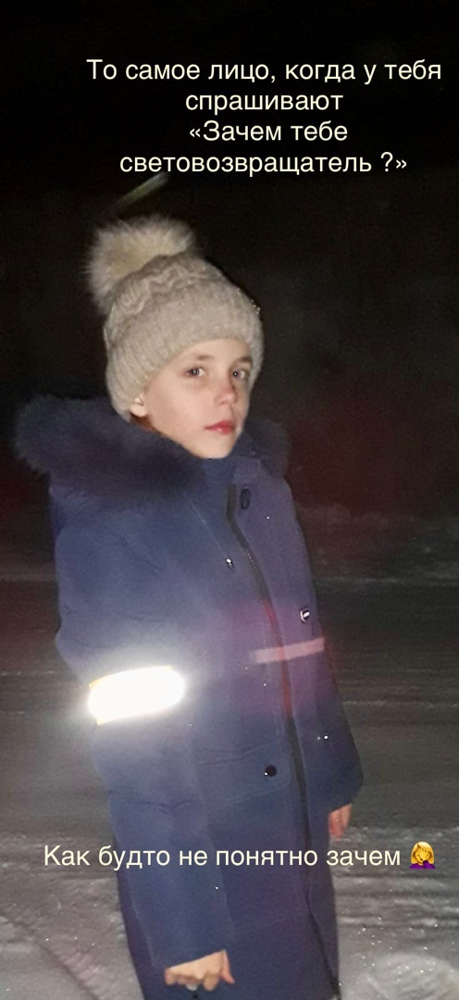 То самое лицо, когда у тебя
спрашивают
«Зачем тебе
световозвращатель ?»
Как будто не понятно зачем 🤦‍♀️